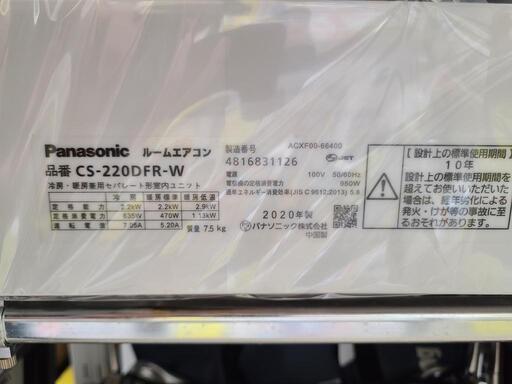 Panasonic ルームエアコン
品番 CS-220DFR-W
冷房・暖房兼用セパレート形室内ユニット
冷房 暖房標準 暖房低温
定格能力 2.2kW 2.2kW 2.9kW
定格消費電力 635W 470W 1.13kW
運転電流 7.05A 5.20A
質量 7.5 kg
ACXF00-66400
製造番号
4816831126
JET
電源 100V 50/60Hz
電動機の定格消費電力 950W
通年エネルギー消費効率(JIS C 9612;2013) 5.8
2020年製
パナソニック株式会社
中国製
【設計上の標準使用期間】
10年
設計上の標準使用期間を
超えてお使いいただいた
場合は、経年劣化による
発火・けが等の事故に至
るおそれがあります。